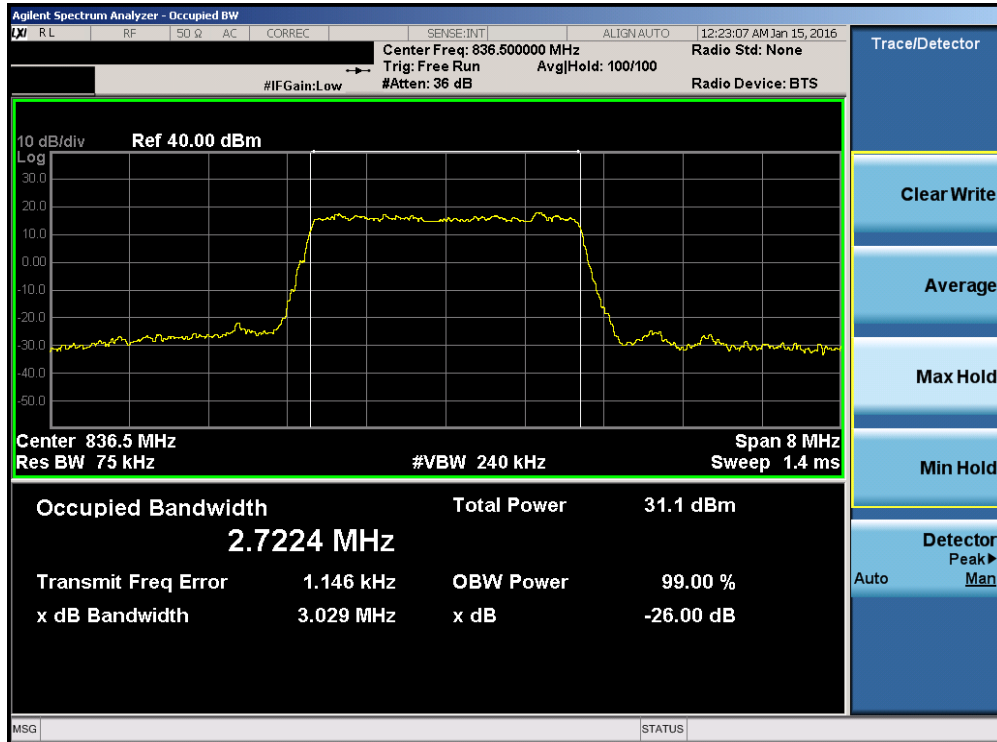 Agilent Spectrum Analyzer - Occupied BW
LXI RL RF 50 Ω AC CORREC SENSE:INT ALIGN AUTO 12:23:07 AM Jan 15, 2016
Center Freq: 836.500000 MHz Radio Std: None
Trig: Free Run Avg|Hold: 100/100
#IFGain:Low #Atten: 36 dB Radio Device: BTS
10 dB/div Ref 40.00 dBm
Log
30.0
20.0
10.0
0.00
-10.0
-20.0
-30.0
-40.0
-50.0
Center 836.5 MHz Span 8 MHz
Res BW 75 kHz #VBW 240 kHz Sweep 1.4 ms
Occupied Bandwidth Total Power 31.1 dBm
2.7224 MHz
Transmit Freq Error 1.146 kHz OBW Power 99.00 %
x dB Bandwidth 3.029 MHz x dB -26.00 dB
MSG STATUS
Trace/Detector
Clear Write
Average
Max Hold
Min Hold
Detector
Peak▶
Auto Man